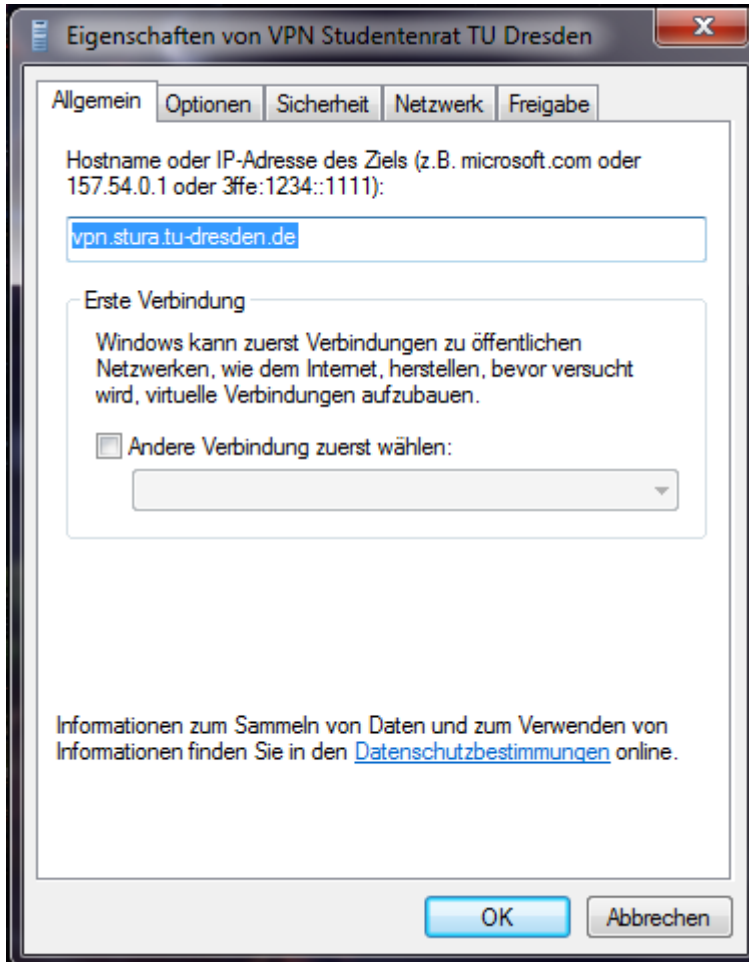 Eigenschaften von VPN Studentenrat TU Dresden
Allgemein Optionen Sicherheit Netzwerk Freigabe
Hostname oder IP-Adresse des Ziels (z.B. microsoft.com oder
157.54.0.1 oder 3ffe:1234::1111):
vpn.stura.tu-dresden.de
Erste Verbindung
Windows kann zuerst Verbindungen zu öffentlichen
Netzwerken, wie dem Internet, herstellen, bevor versucht
wird, virtuelle Verbindungen aufzubauen.
Andere Verbindung zuerst wählen:
Informationen zum Sammeln von Daten und zum Verwenden von
Informationen finden Sie in den Datenschutzbestimmungen online.
OK Abbrechen